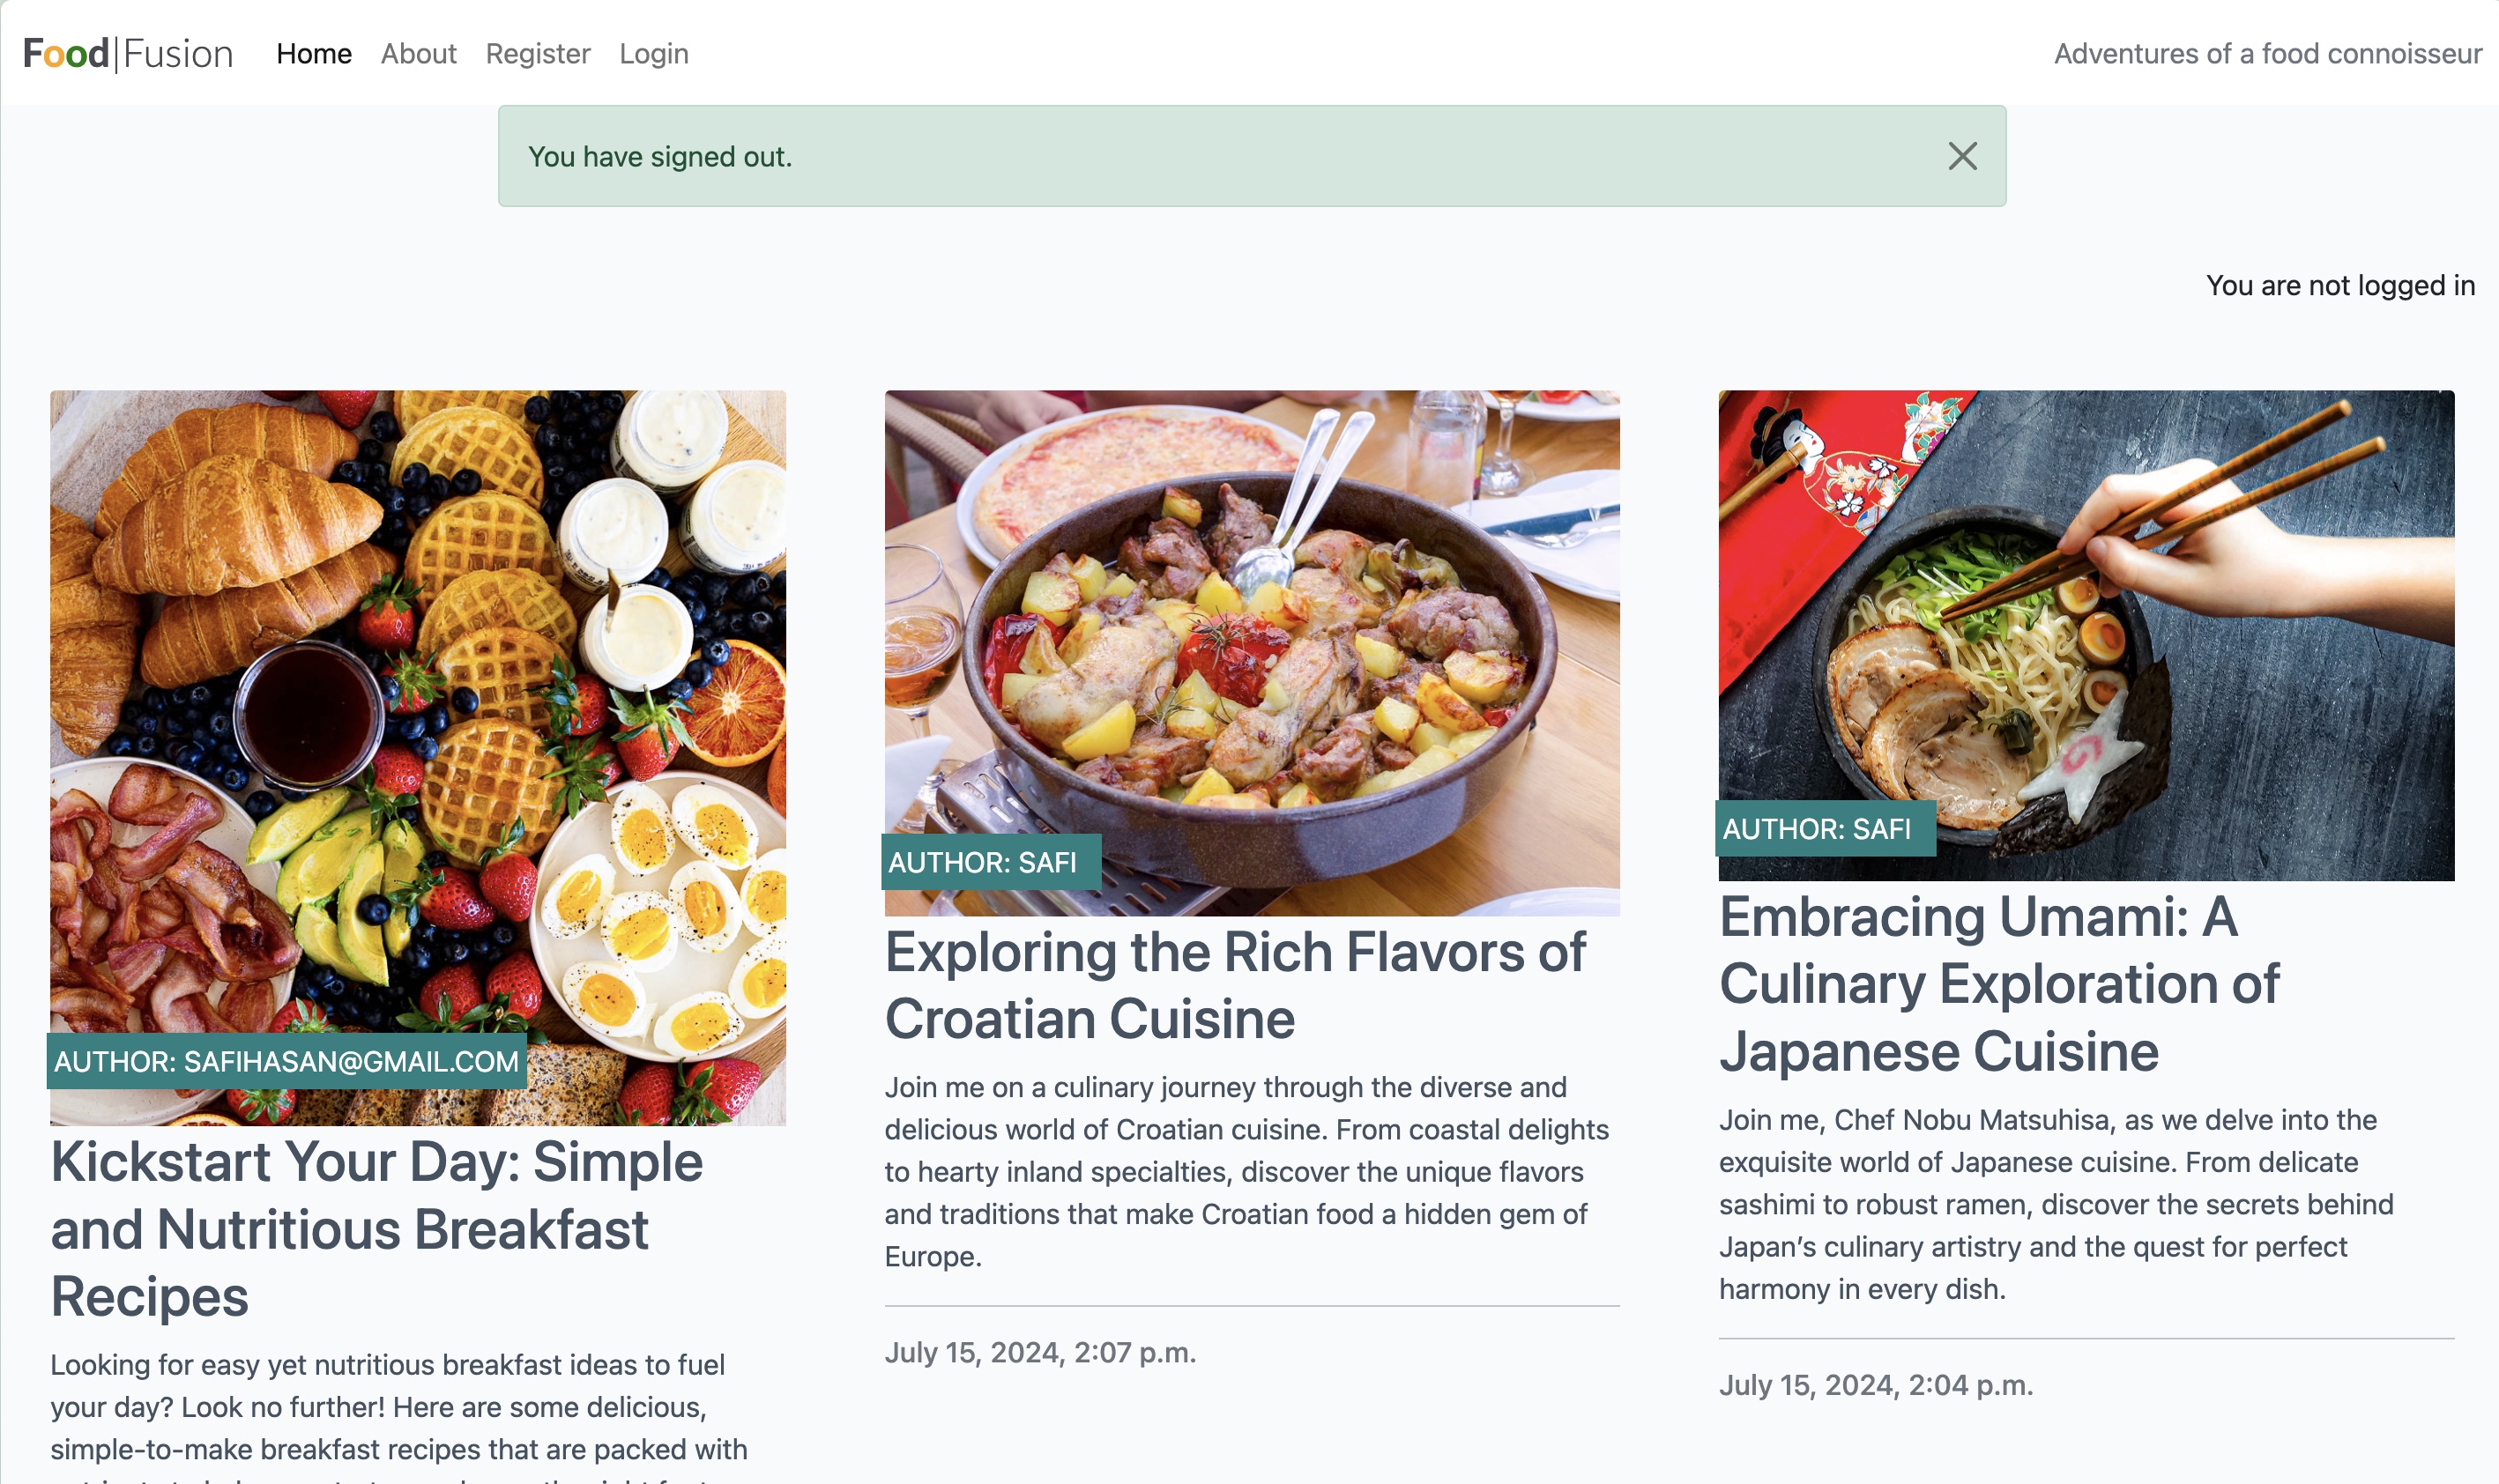 Food|Fusion Home About Register Login Adventures of a food connoisseur
You have signed out.
You are not logged in
AUTHOR: SAFIHASAN@GMAIL.COM
Kickstart Your Day: Simple
and Nutritious Breakfast
Recipes
Looking for easy yet nutritious breakfast ideas to fuel
your day? Look no further! Here are some delicious,
simple-to-make breakfast recipes that are packed with
AUTHOR: SAFI
Exploring the Rich Flavors of
Croatian Cuisine
Join me on a culinary journey through the diverse and
delicious world of Croatian cuisine. From coastal delights
to hearty inland specialties, discover the unique flavors
and traditions that make Croatian food a hidden gem of
Europe.
July 15, 2024, 2:07 p.m.
AUTHOR: SAFI
Embracing Umami: A
Culinary Exploration of
Japanese Cuisine
Join me, Chef Nobu Matsuhisa, as we delve into the
exquisite world of Japanese cuisine. From delicate
sashimi to robust ramen, discover the secrets behind
Japan’s culinary artistry and the quest for perfect
harmony in every dish.
July 15, 2024, 2:04 p.m.